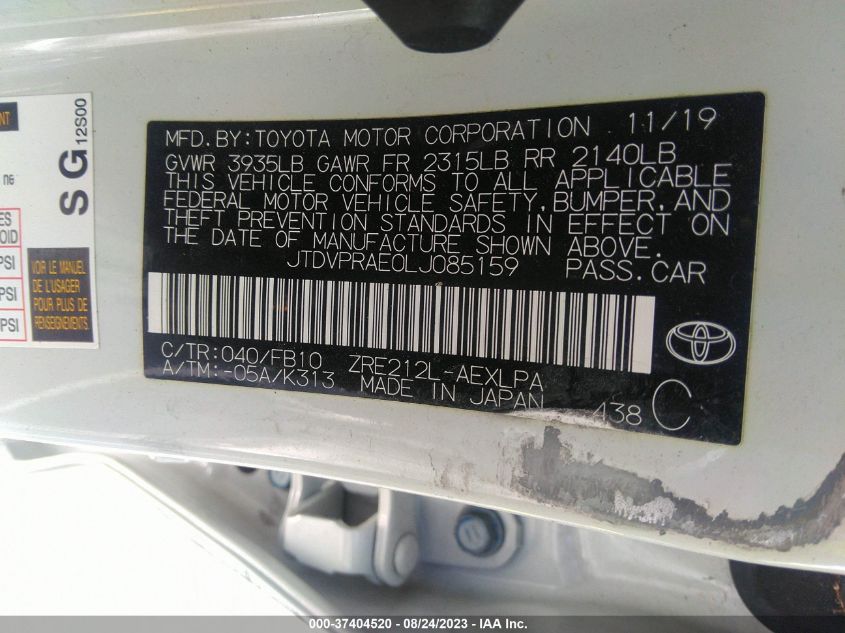 MFD.BY:TOYOTA MOTOR CORPORATION 11/19
GVWR 3935LB GAWR FR 2315LB RR 2140LB
THIS VEHICLE CONFORMS TO ALL APPLICABLE
FEDERAL MOTOR VEHICLE SAFETY, BUMPER, AND
THEFT PREVENTION STANDARDS IN EFFECT ON
THE DATE OF MANUFACTURE SHOWN ABOVE.
JTDVPRAE0LJ085159 PASS.CAR
C/TR:040/FB10 ZRE212L-AEXLPA
A/TM:-05A/K313 MADE IN JAPAN
438 C
SG 12S00
VOIR LE MANUEL
DE L'USAGER
POUR PLUS DE
RENSEIGNEMENTS
PSI
PSI
PSI
000-37404520 - 08/24/2023 - IAA Inc.